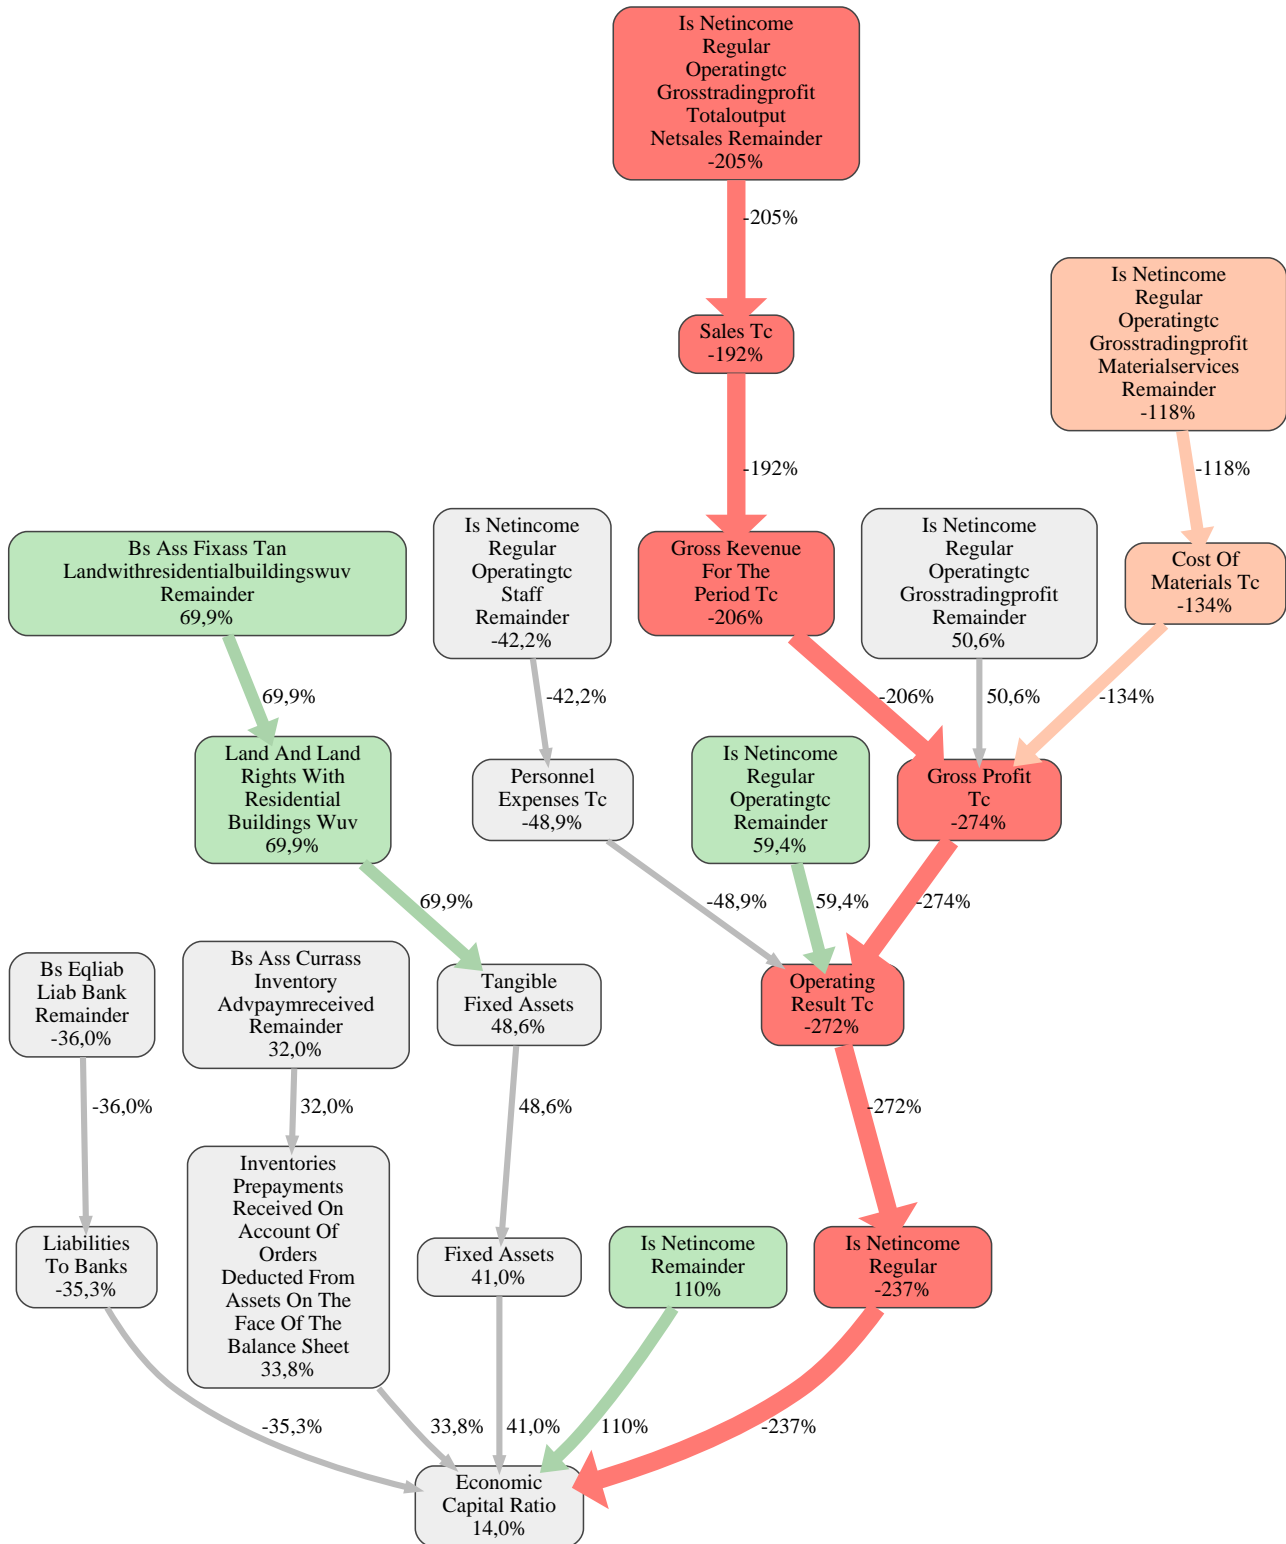 Is Netincome
Regular
Operatingtc
Grosstradingprofit
Totaloutput
Netsales Remainder
-205%
-205%
Is Netincome
Regular
Operatingtc
Grosstradingprofit
Materialservices
Remainder
-118%
Sales Tc
-192%
-192%
-118%
Bs Ass Fixass Tan
Landwithresidentialbuildingswuv
Remainder
69,9%
Is Netincome
Regular
Operatingtc
Staff
Remainder
-42,2%
Gross Revenue
For The
Period Tc
-206%
Is Netincome
Regular
Operatingtc
Grosstradingprofit
Remainder
50,6%
Cost Of
Materials Tc
-134%
69,9%
-42,2%
-206%
50,6%
-134%
Land And Land
Rights With
Residential
Buildings Wuv
69,9%
Personnel
Expenses Tc
-48,9%
Is Netincome
Regular
Operatingtc
Remainder
59,4%
Gross Profit
Tc
-274%
69,9%
-48,9%
59,4%
-274%
Bs Eqliab
Liab Bank
Remainder
-36,0%
Bs Ass Currass
Inventory
Advpaymreceived
Remainder
32,0%
Tangible
Fixed Assets
48,6%
Operating
Result Tc
-272%
-36,0%
32,0%
48,6%
-272%
Liabilities
To Banks
-35,3%
Inventories
Prepayments
Received On
Account Of
Orders
Deducted From
Assets On The
Face Of The
Balance Sheet
33,8%
Fixed Assets
41,0%
Is Netincome
Remainder
110%
Is Netincome
Regular
-237%
-35,3%
33,8%
41,0%
110%
-237%
Economic
Capital Ratio
14,0%